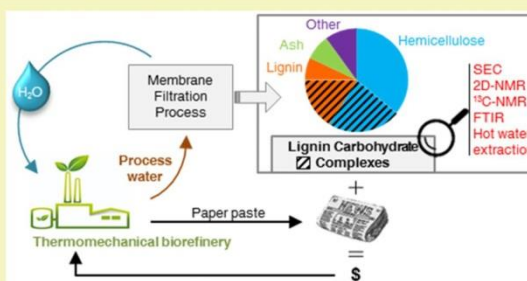 Other
Ash
Lignin
Hemicellulose
SEC
2D-NMR
¹³C-NMR
FTIR
Hot water
extraction
Lignin Carbohydrate
Complexes
H₂O
Membrane
Filtration
Process
Process
water
Thermomechanical biorefinery
Paper paste
+
NEWS
=
$